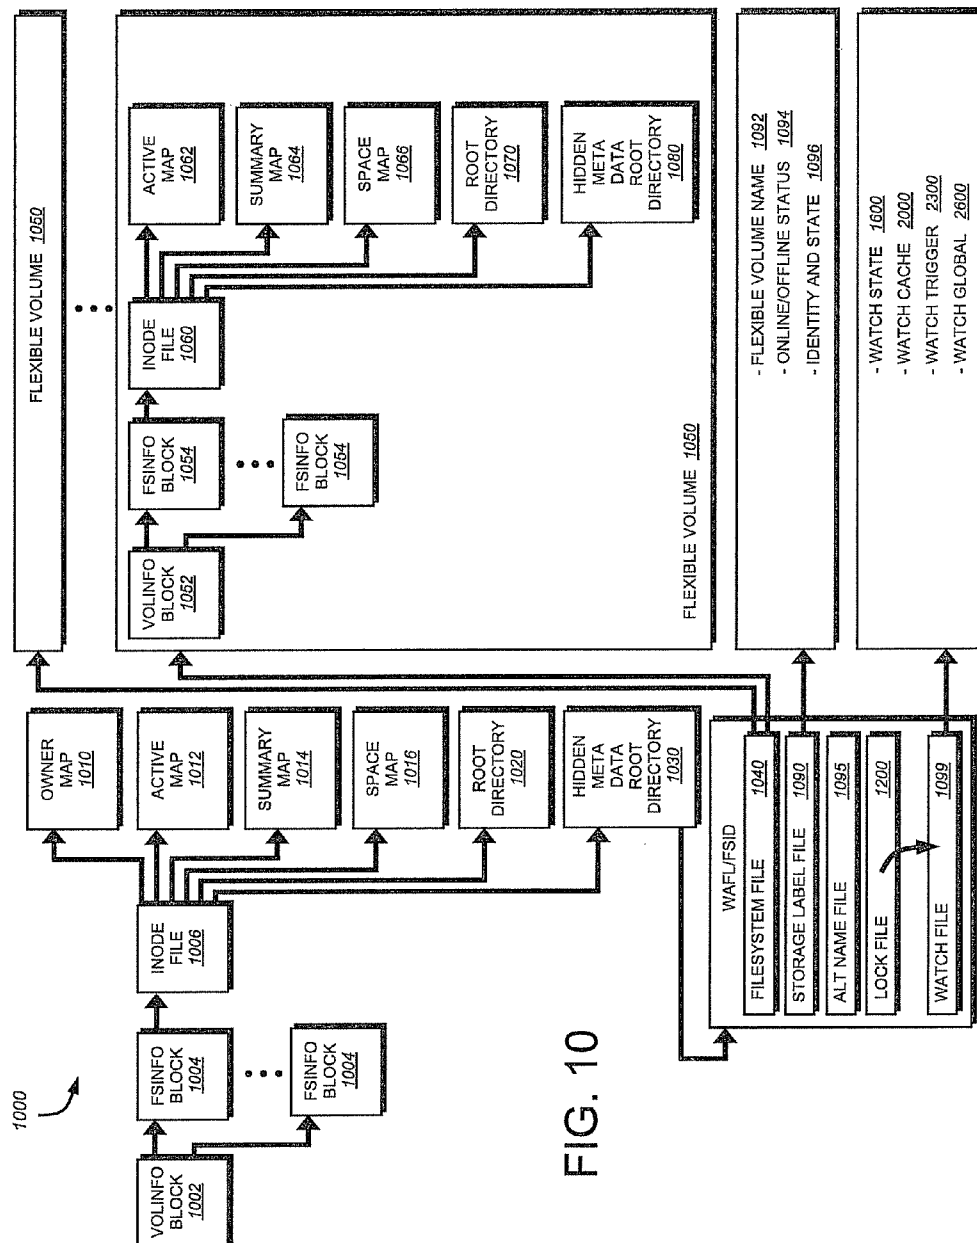 1000
VOLINFO
BLOCK
1002
FSINFO
BLOCK
1004
FSINFO
BLOCK
1004
INODE
FILE
1006
OWNER
MAP
1010
ACTIVE
MAP
1012
SUMMARY
MAP
1014
SPACE
MAP
1016
ROOT
DIRECTORY
1020
HIDDEN
META
DATA
ROOT
DIRECTORY
1030
WAFL/FSID
FILESYSTEM FILE 1040
STORAGE LABEL FILE 1090
ALT NAME FILE 1095
LOCK FILE 1200
WATCH FILE 1099
FLEXIBLE VOLUME 1050
VOLINFO
BLOCK
1052
FSINFO
BLOCK
1054
FSINFO
BLOCK
1054
INODE
FILE
1060
ACTIVE
MAP
1062
SUMMARY
MAP
1064
SPACE
MAP
1066
ROOT
DIRECTORY
1070
HIDDEN
META
DATA
ROOT
DIRECTORY
1080
FLEXIBLE VOLUME 1050
- FLEXIBLE VOLUME NAME 1092
- ONLINE/OFFLINE STATUS 1094
- IDENTITY AND STATE 1096
- WATCH STATE 1600
- WATCH CACHE 2000
- WATCH TRIGGER 2300
- WATCH GLOBAL 2600
FIG. 10